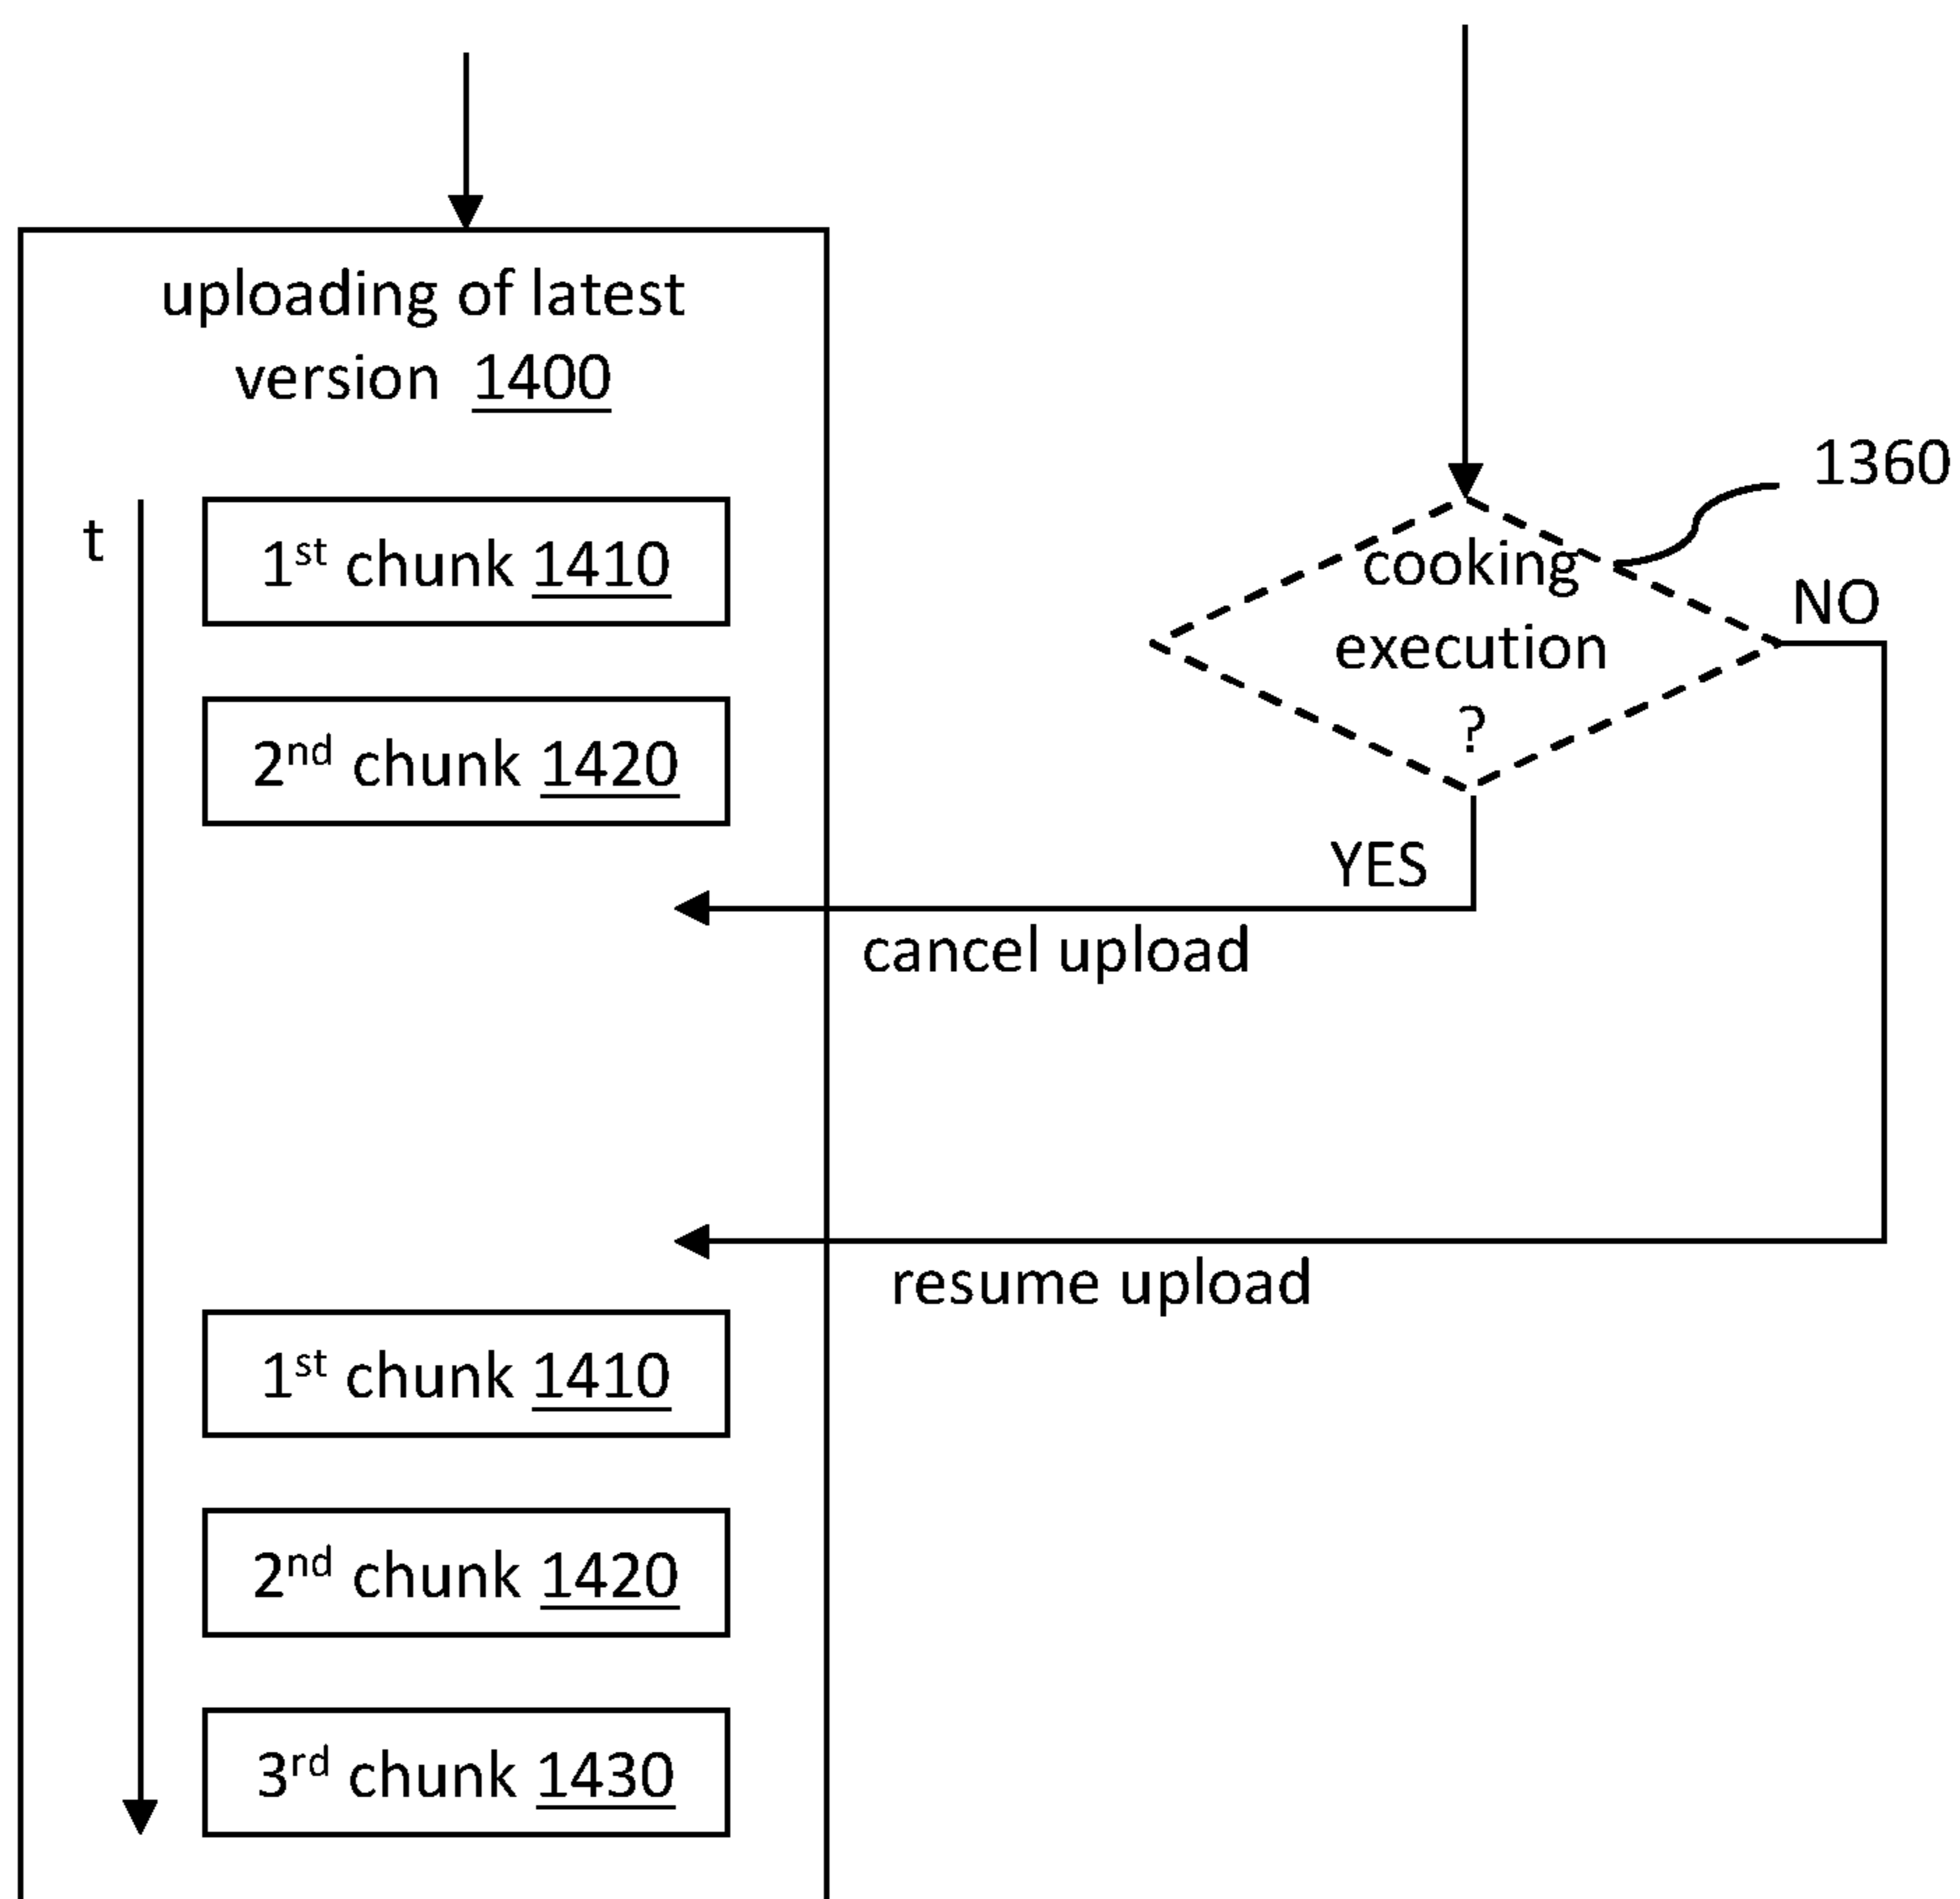 uploading of latest
version 1400
t
1st chunk 1410
2nd chunk 1420
1360
cooking
execution
?
NO
YES
cancel upload
resume upload
1st chunk 1410
2nd chunk 1420
3rd chunk 1430